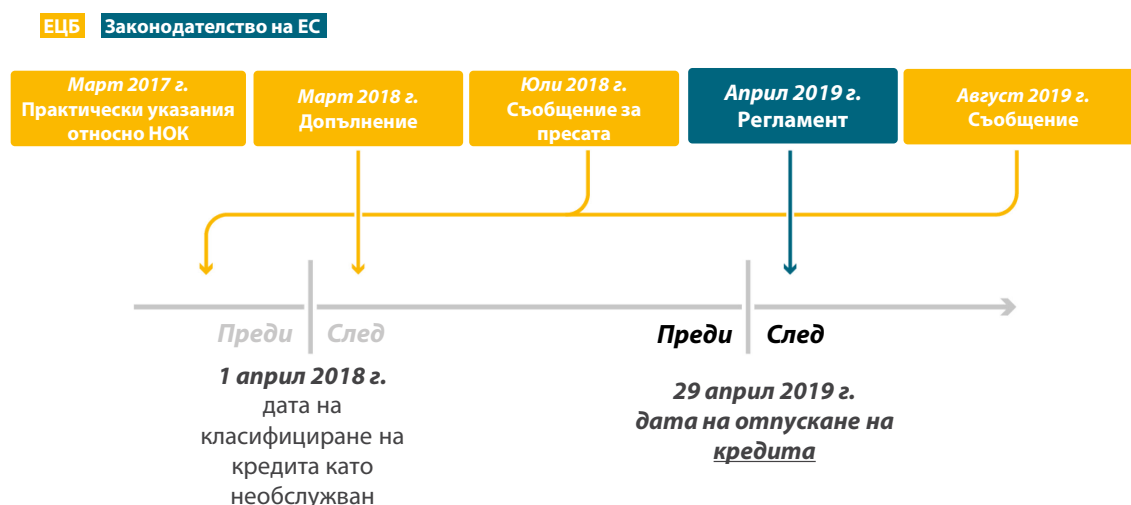 ЕЦБ Законодателство на ЕС
Март 2017 г.
Практически указания
относно НОК
Март 2018 г.
Допълнение
Юли 2018 г.
Съобщение за
пресата
Април 2019 г.
Регламент
Август 2019 г.
Съобщение
Преди След
1 април 2018 г.
дата на
класифициране на
кредита като
необслужван
Преди След
29 април 2019 г.
дата на отпускане на
кредита